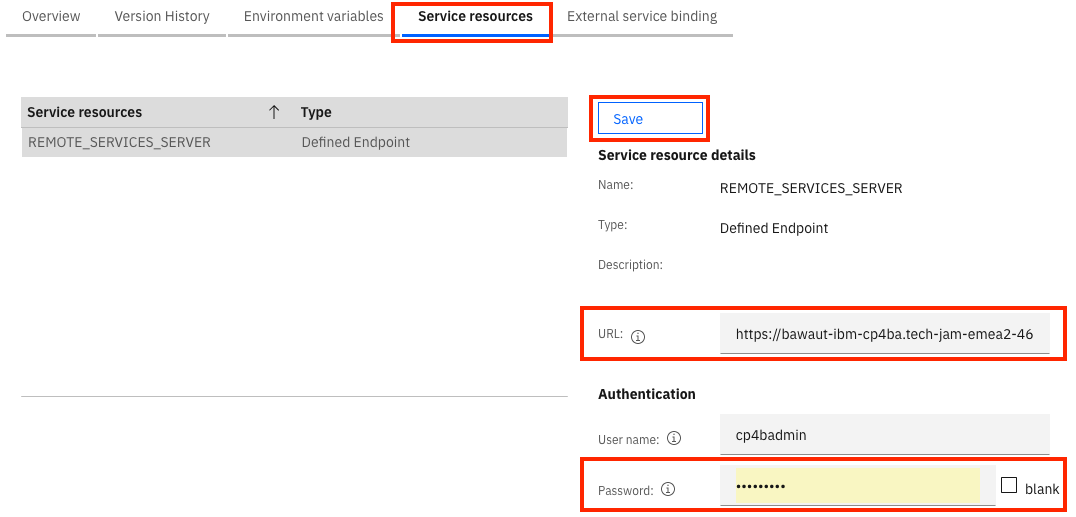 Overview Version History Environment variables Service resources External service binding
Service resources Type
REMOTE_SERVICES_SERVER Defined Endpoint
Save
Service resource details
Name: REMOTE_SERVICES_SERVER
Type: Defined Endpoint
Description:
URL: https://bawaut-ibm-cp4ba.tech-jam-emea2-46
Authentication
User name: cp4badmin
Password: ••••••••• blank